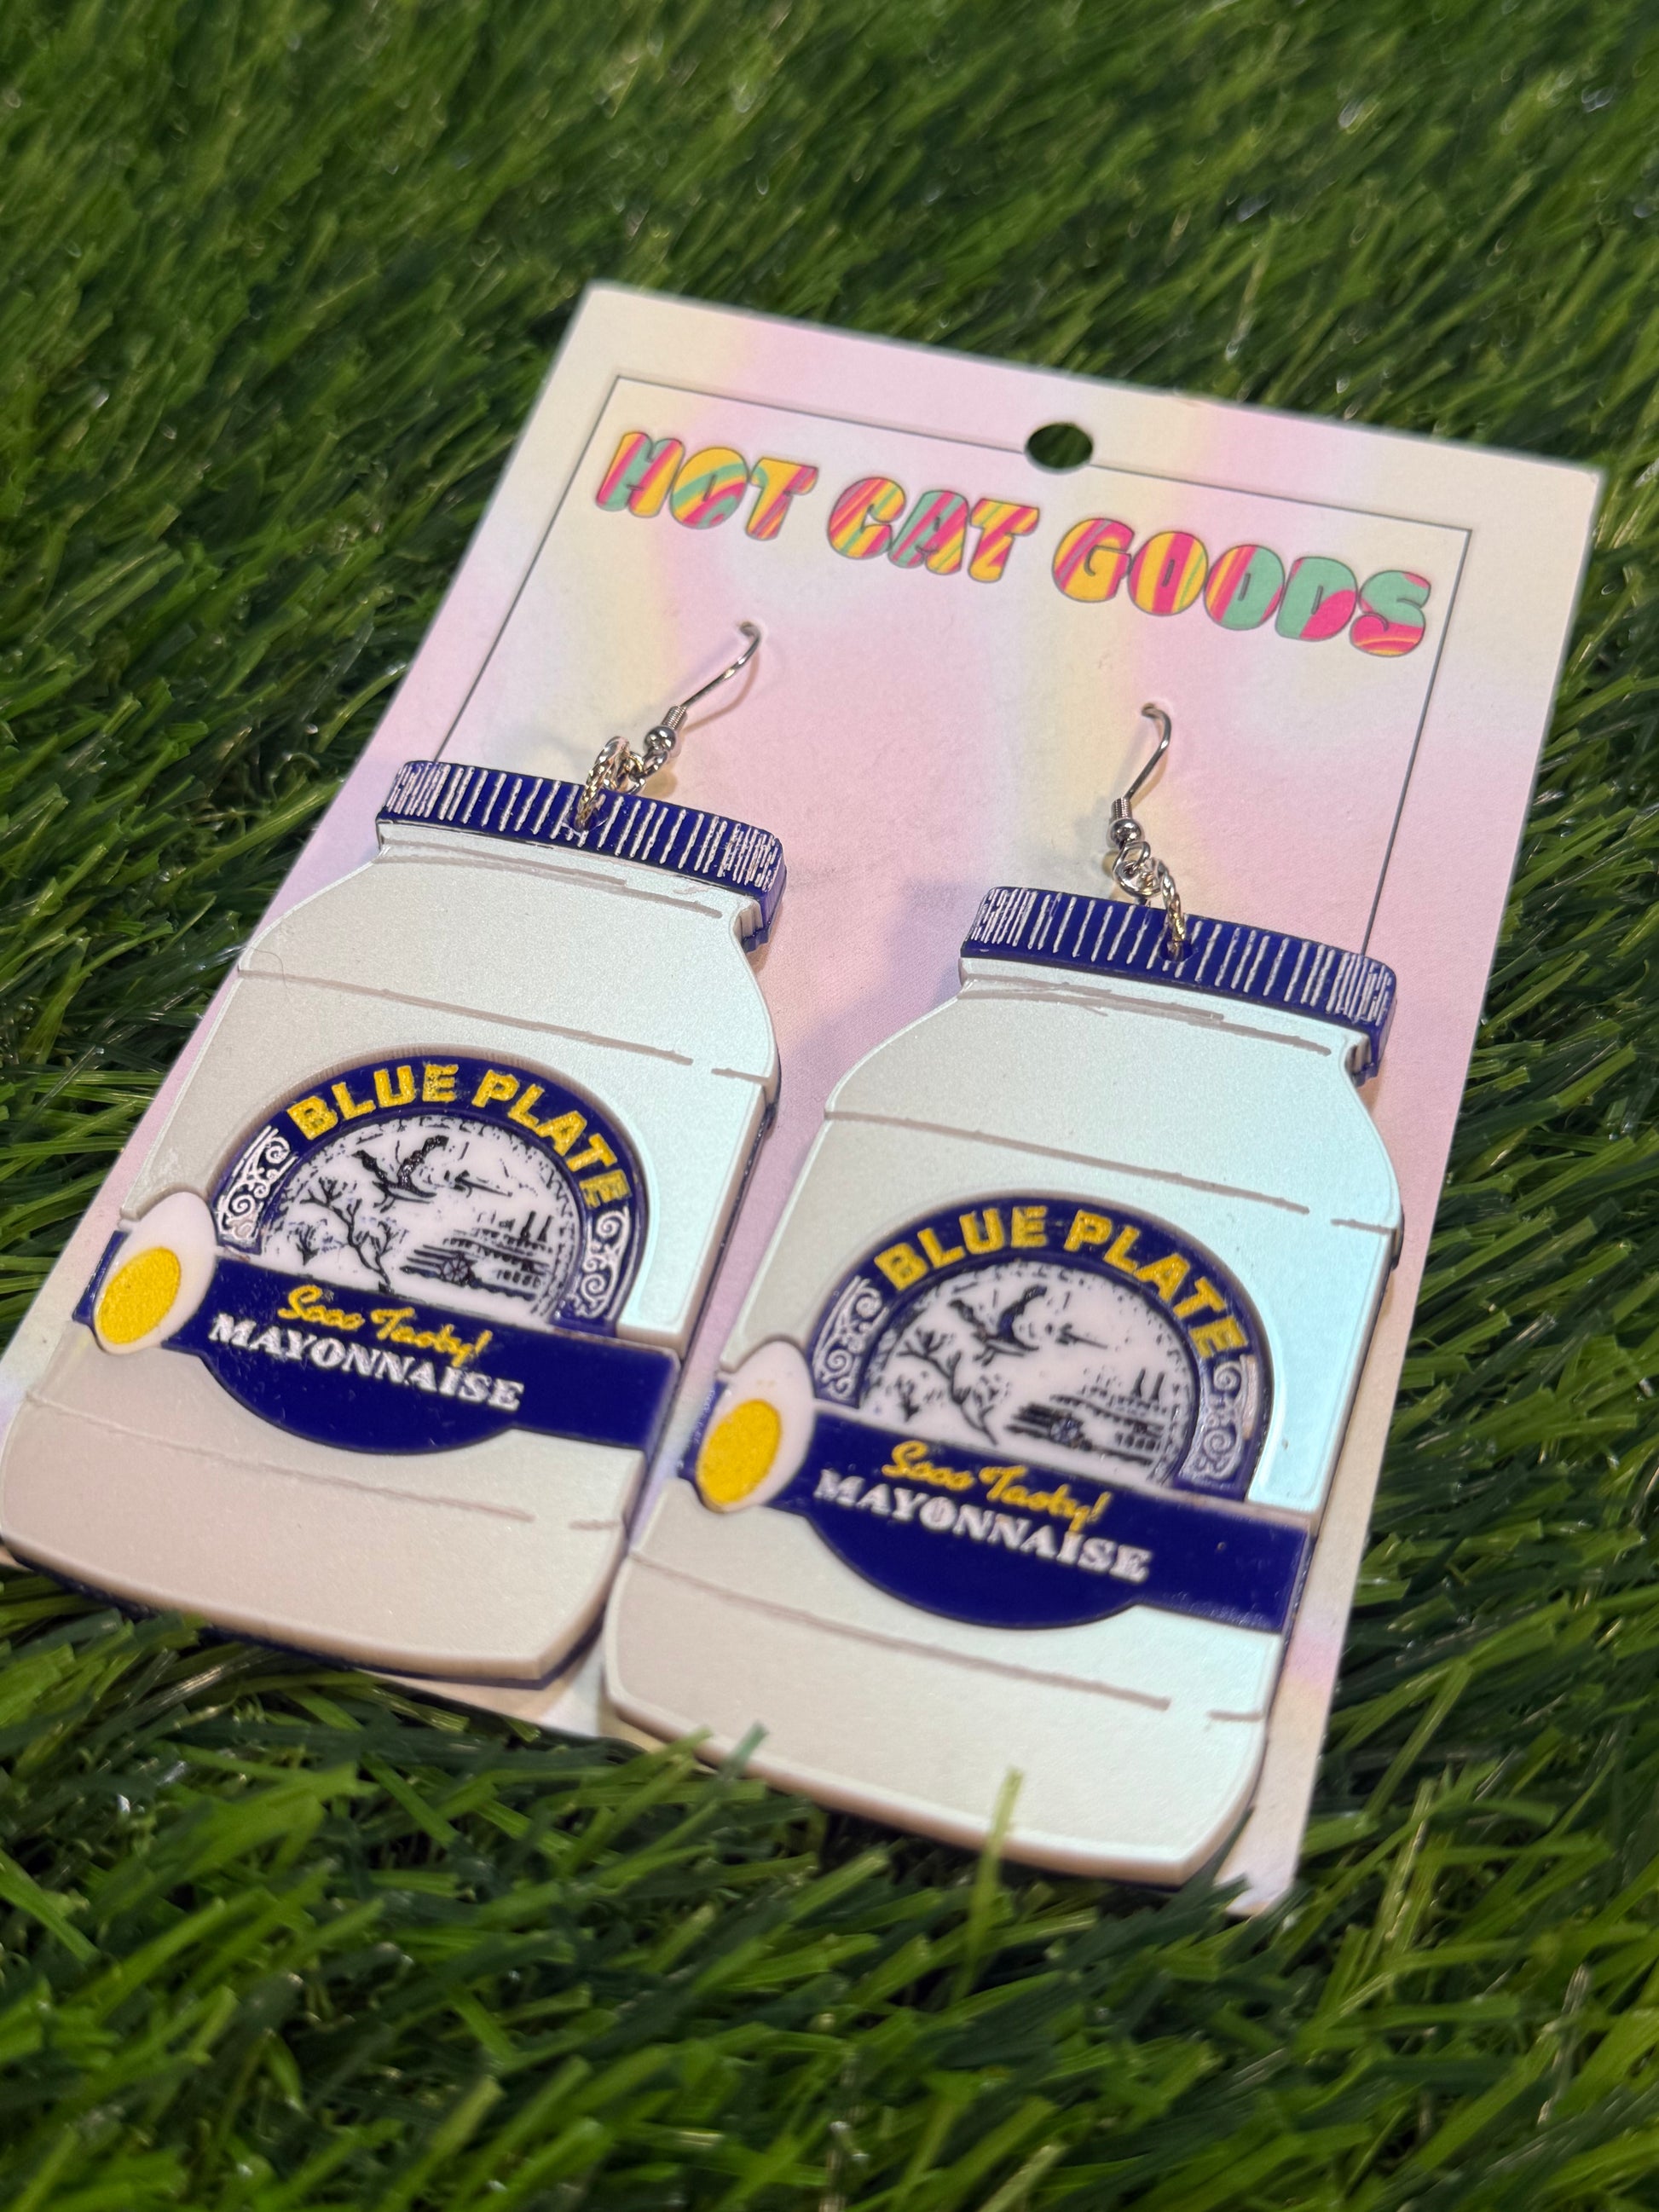 HOT CAT GOODS
BLUE PLATE
Sooo Tasty!
MAYONNAISE
BLUE PLATE
Sooo Tasty!
MAYONNAISE